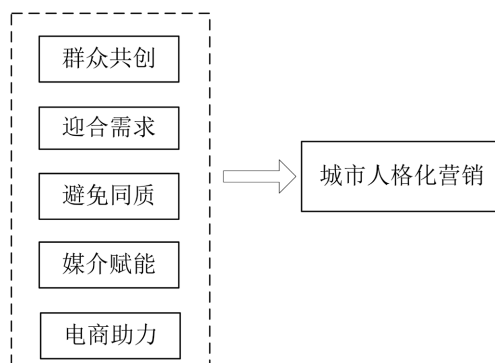 群众共创
迎合需求
避免同质
媒介赋能
电商助力
城市人格化营销